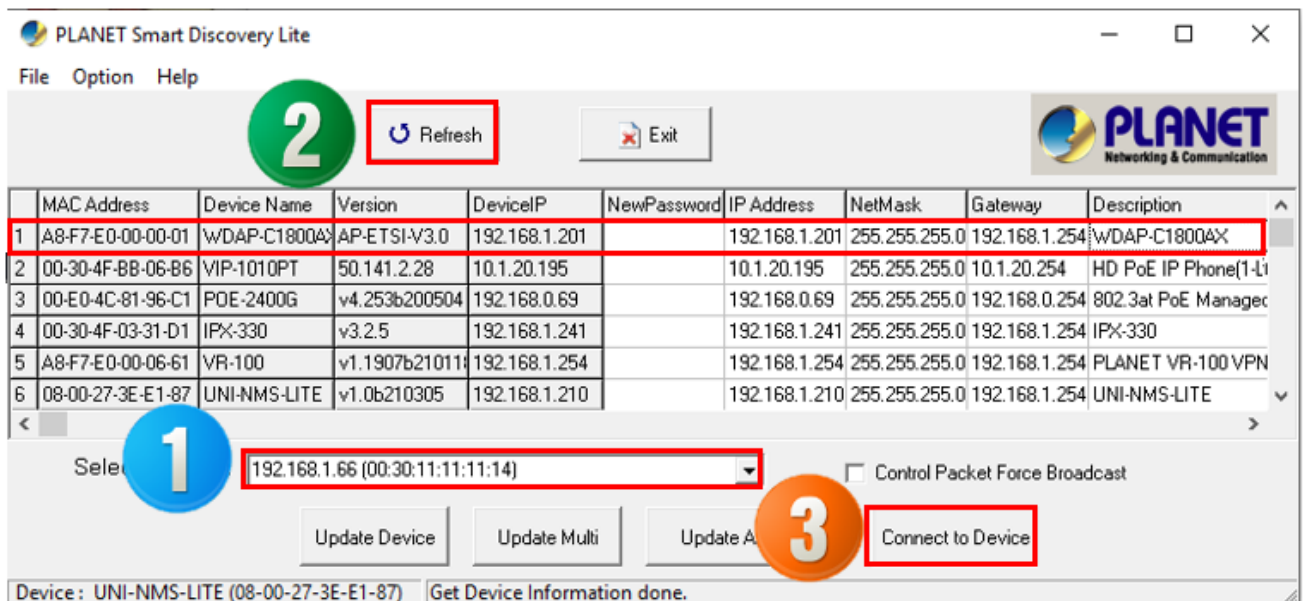 PLANET Smart Discovery Lite
File Option Help
2 Refresh Exit
PLANET
Networking & Communication
MAC Address Device Name Version DeviceIP NewPassword IP Address NetMask Gateway Description
1 A8-F7-E0-00-00-01 WDAP-C1800AX AP-ETSI-V3.0 192.168.1.201 192.168.1.201 255.255.255.0 192.168.1.254 WDAP-C1800AX
2 00-30-4F-BB-06-B6 VIP-1010PT 50.141.2.28 10.1.20.195 10.1.20.195 255.255.255.0 10.1.20.254 HD PoE IP Phone(1-Li
3 00-E0-4C-81-96-C1 POE-2400G v4.253b200504 192.168.0.69 192.168.0.69 255.255.255.0 192.168.0.254 802.3at PoE Managed
4 00-30-4F-03-31-D1 IPX-330 v3.2.5 192.168.1.241 192.168.1.241 255.255.255.0 192.168.1.254 IPX-330
5 A8-F7-E0-00-06-61 VR-100 v1.1907b210118 192.168.1.254 192.168.1.254 255.255.255.0 192.168.1.254 PLANET VR-100 VPN
6 08-00-27-3E-E1-87 UNI-NMS-LITE v1.0b210305 192.168.1.210 192.168.1.210 255.255.255.0 192.168.1.254 UNI-NMS-LITE
Sele 1 192.168.1.66 (00:30:11:11:11:14) Control Packet Force Broadcast
Update Device Update Multi Update A 3 Connect to Device
Device : UNI-NMS-LITE (08-00-27-3E-E1-87) Get Device Information done.